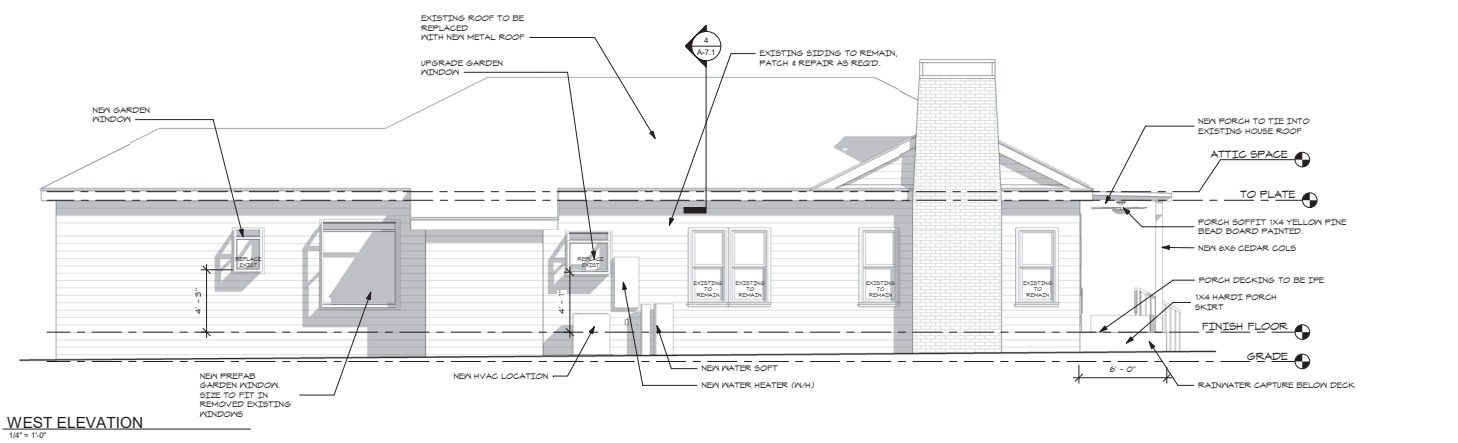 EXISTING ROOF TO BE
REPLACED
WITH NEW METAL ROOF
4
A-7.1
EXISTING SIDING TO REMAIN,
PATCH & REPAIR AS REQ'D.
UPGRADE GARDEN
WINDOW
NEW GARDEN
WINDOW
NEW PORCH TO TIE INTO
EXISTING HOUSE ROOF
ATTIC SPACE
TO PLATE
PORCH SOFFIT 1X4 YELLOW PINE
BEAD BOARD PAINTED.
NEW 6X6 CEDAR COLS
REPLACE
EXIST
REPLACE
EXIST
EXISTING
TO
REMAIN
EXISTING
TO
REMAIN
EXISTING
TO
REMAIN
EXISTING
TO
REMAIN
4' - 3"
4' - 1"
PORCH DECKING TO BE IPE
1X4 HARDI PORCH
SKIRT
FINISH FLOOR
GRADE
6' - 0"
RAINWATER CAPTURE BELOW DECK
NEW PREFAB
GARDEN WINDOW.
SIZE TO FIT IN
REMOVED EXISTING
WINDOWS
NEW HVAC LOCATION
NEW WATER SOFT
NEW WATER HEATER (W/H)
WEST ELEVATION
1/4" = 1'-0"